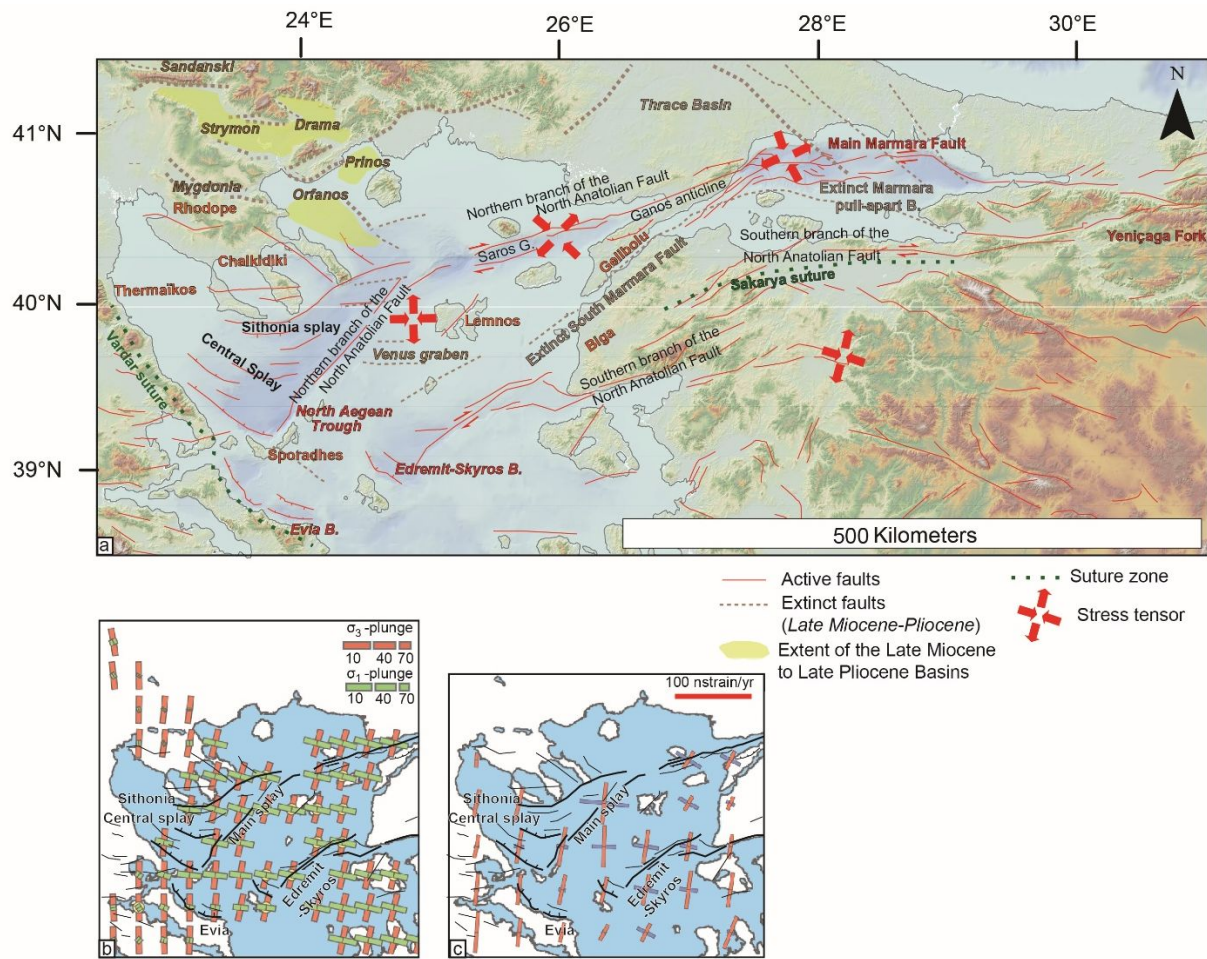 24°E
26°E
28°E
30°E
41°N
40°N
39°N
N
Sandanski
Strymon
Drama
Prinos
Mygdonia
Rhodope
Orfanos
Thrace Basin
Main Marmara Fault
Northern branch of the
North Anatolian Fault
Ganos anticline
Extinct Marmara
pull-apart B.
Saros G.
Gelibolu
Southern branch of the
North Anatolian Fault
Yeniçaga Fork
Chalkidiki
Thermaïkos
Sakarya suture
Extinct South Marmara Fault
Sithonia splay
Lemnos
Central Splay
Northern branch of the
North Anatolian Fault
Venus graben
Biga
Vardar suture
Southern branch of the
North Anatolian Fault
North Aegean
Trough
Sporadhes
Edremit-Skyros B.
Evia B.
500 Kilometers
a
Active faults
Extinct faults
(Late Miocene-Pliocene)
Extent of the Late Miocene
to Late Pliocene Basins
Suture zone
Stress tensor
σ3 -plunge
10 40 70
σ1 -plunge
10 40 70
Sithonia
Central splay
Main splay
Edremit
-Skyros
Evia
b
100 nstrain/yr
Sithonia
Central splay
Main splay
Edremit
-Skyros
Evia
c